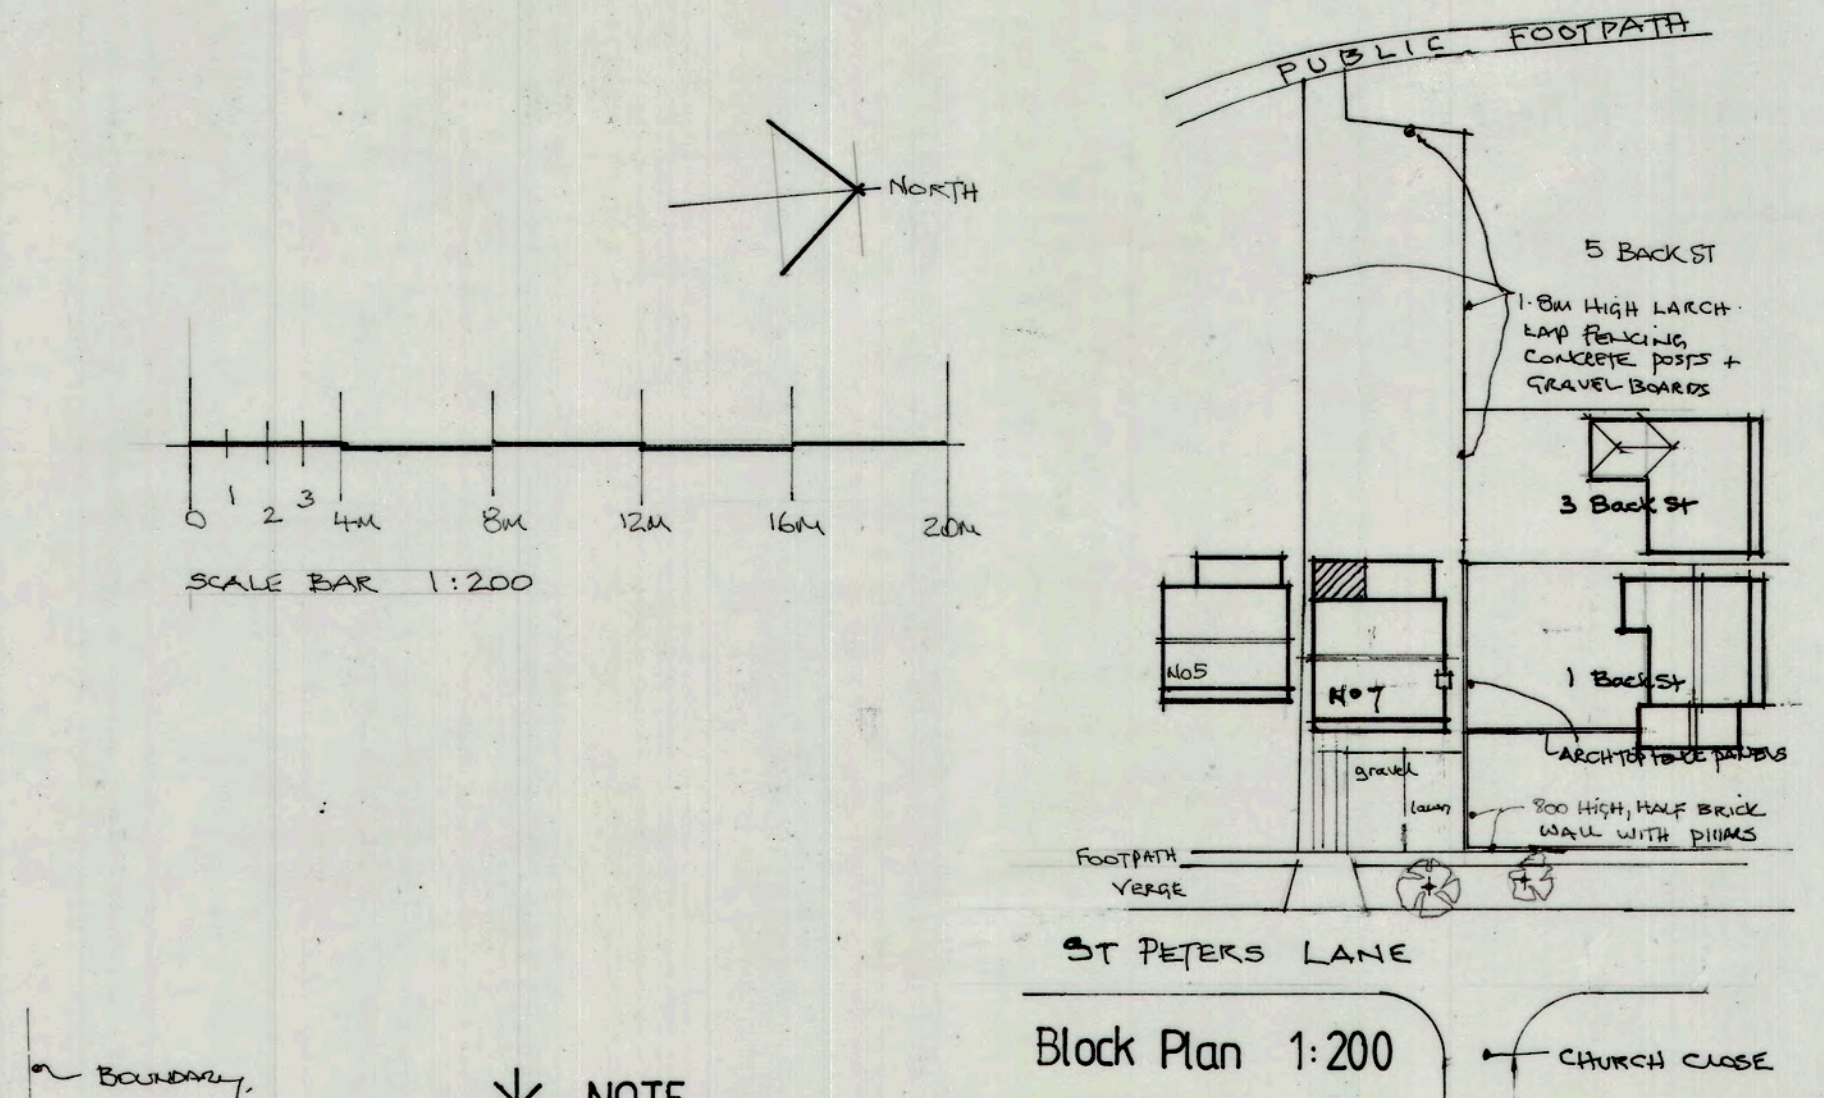 PUBLIC FOOTPATH
NORTH
5 BACK ST
1.8M HIGH LARCH
LAP FENCING
CONCRETE POSTS +
GRAVEL BOARDS
0 1 2 3 4M 8M 12M 16M 20M
SCALE BAR 1:200
3 Back St
No5
No 7
1 Back St
ARCHTOP FENCE PANELS
gravel
lawn
800 HIGH, HALF BRICK
WALL WITH PILLARS
FOOTPATH
VERGE
ST PETERS LANE
Block Plan 1:200
CHURCH CLOSE
BOUNDARY.
NOTE